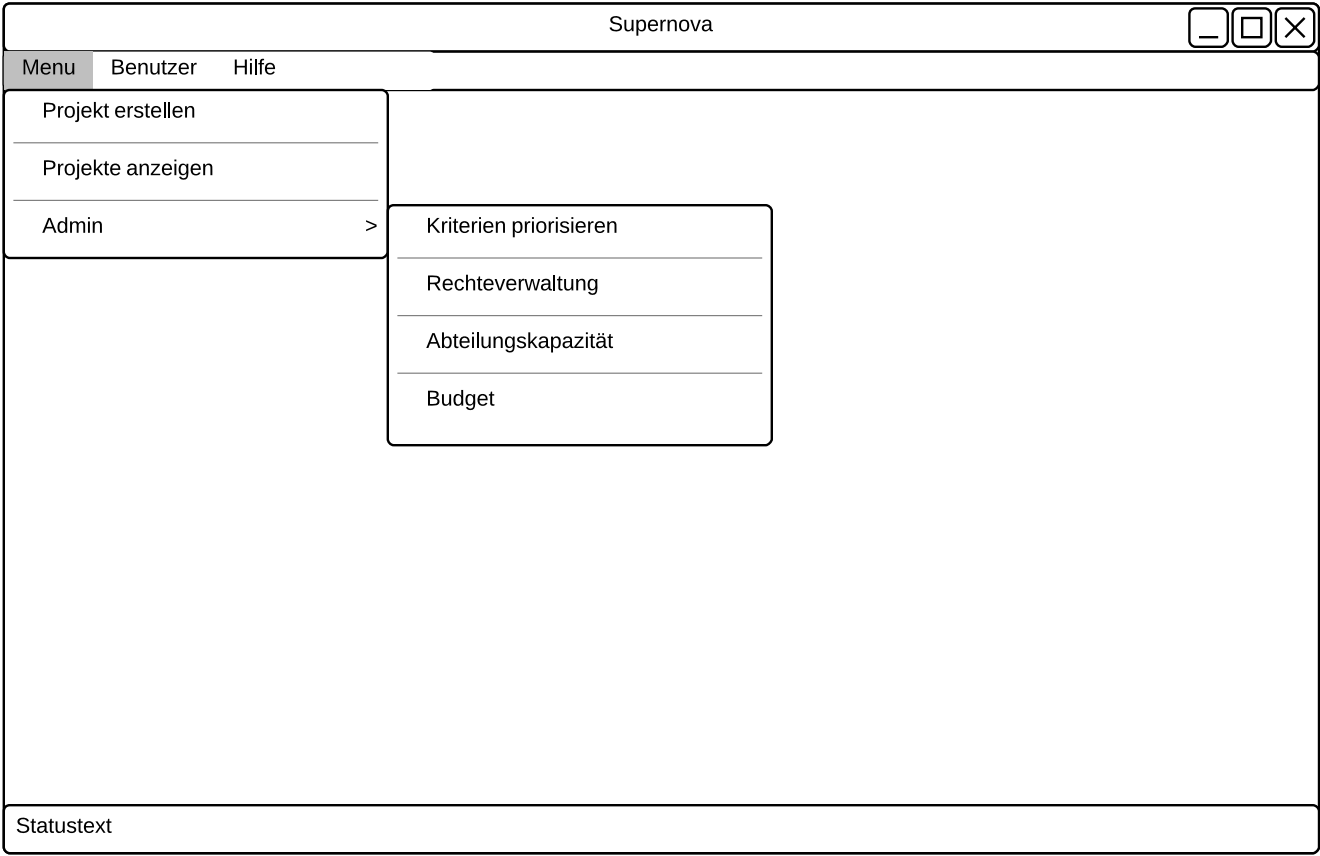 Supernova
Menu Benutzer Hilfe
Projekt erstellen
Projekte anzeigen
Admin >
Kriterien priorisieren
Rechteverwaltung
Abteilungskapazität
Budget
Statustext